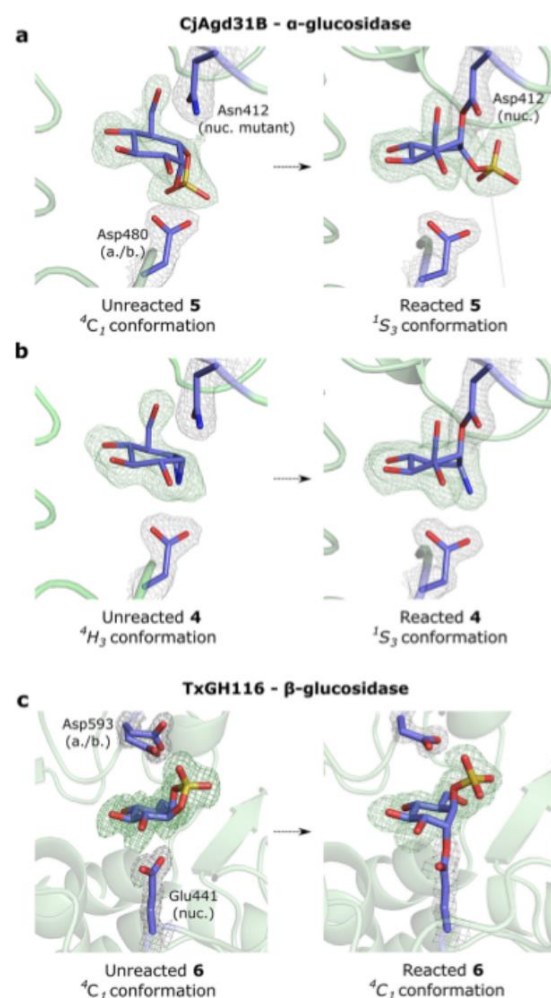 CjAgd31B - α-glucosidase
a
Asn412
(nuc. mutant)
Asp412
(nuc.)
Asp480
(a./b.)
Unreacted 5
⁴C₁ conformation
Reacted 5
¹S₃ conformation
b
Unreacted 4
⁴H₃ conformation
Reacted 4
¹S₃ conformation
TxGH116 - β-glucosidase
c
Asp593
(a./b.)
Glu441
(nuc.)
Unreacted 6
⁴C₁ conformation
Reacted 6
⁴C₁ conformation